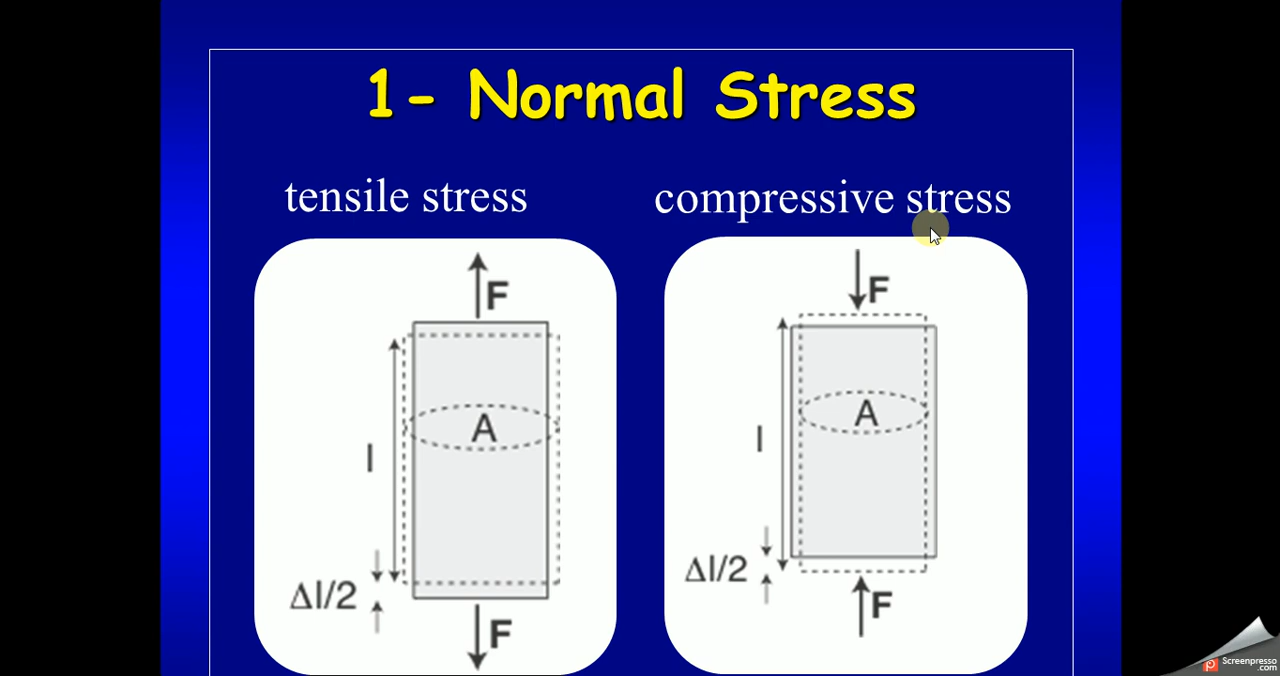 1- Normal Stress
tensile stress
compressive stress
F
A
l
Δl/2
F
F
A
l
Δl/2
F
Screenpresso
.com